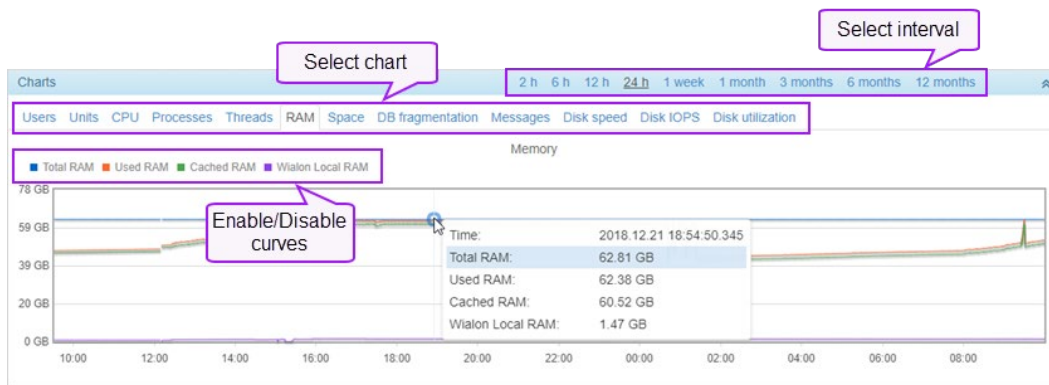 Select interval
Select chart
Charts 2 h 6 h 12 h 24 h 1 week 1 month 3 months 6 months 12 months
Users Units CPU Processes Threads RAM Space DB fragmentation Messages Disk speed Disk IOPS Disk utilization
Memory
Total RAM Used RAM Cached RAM Wialon Local RAM
78 GB
59 GB
39 GB
20 GB
0 GB
Enable/Disable
curves
Time: 2018.12.21 18:54:50.345
Total RAM: 62.81 GB
Used RAM: 62.38 GB
Cached RAM: 60.52 GB
Wialon Local RAM: 1.47 GB
10:00 12:00 14:00 16:00 18:00 20:00 22:00 00:00 02:00 04:00 06:00 08:00